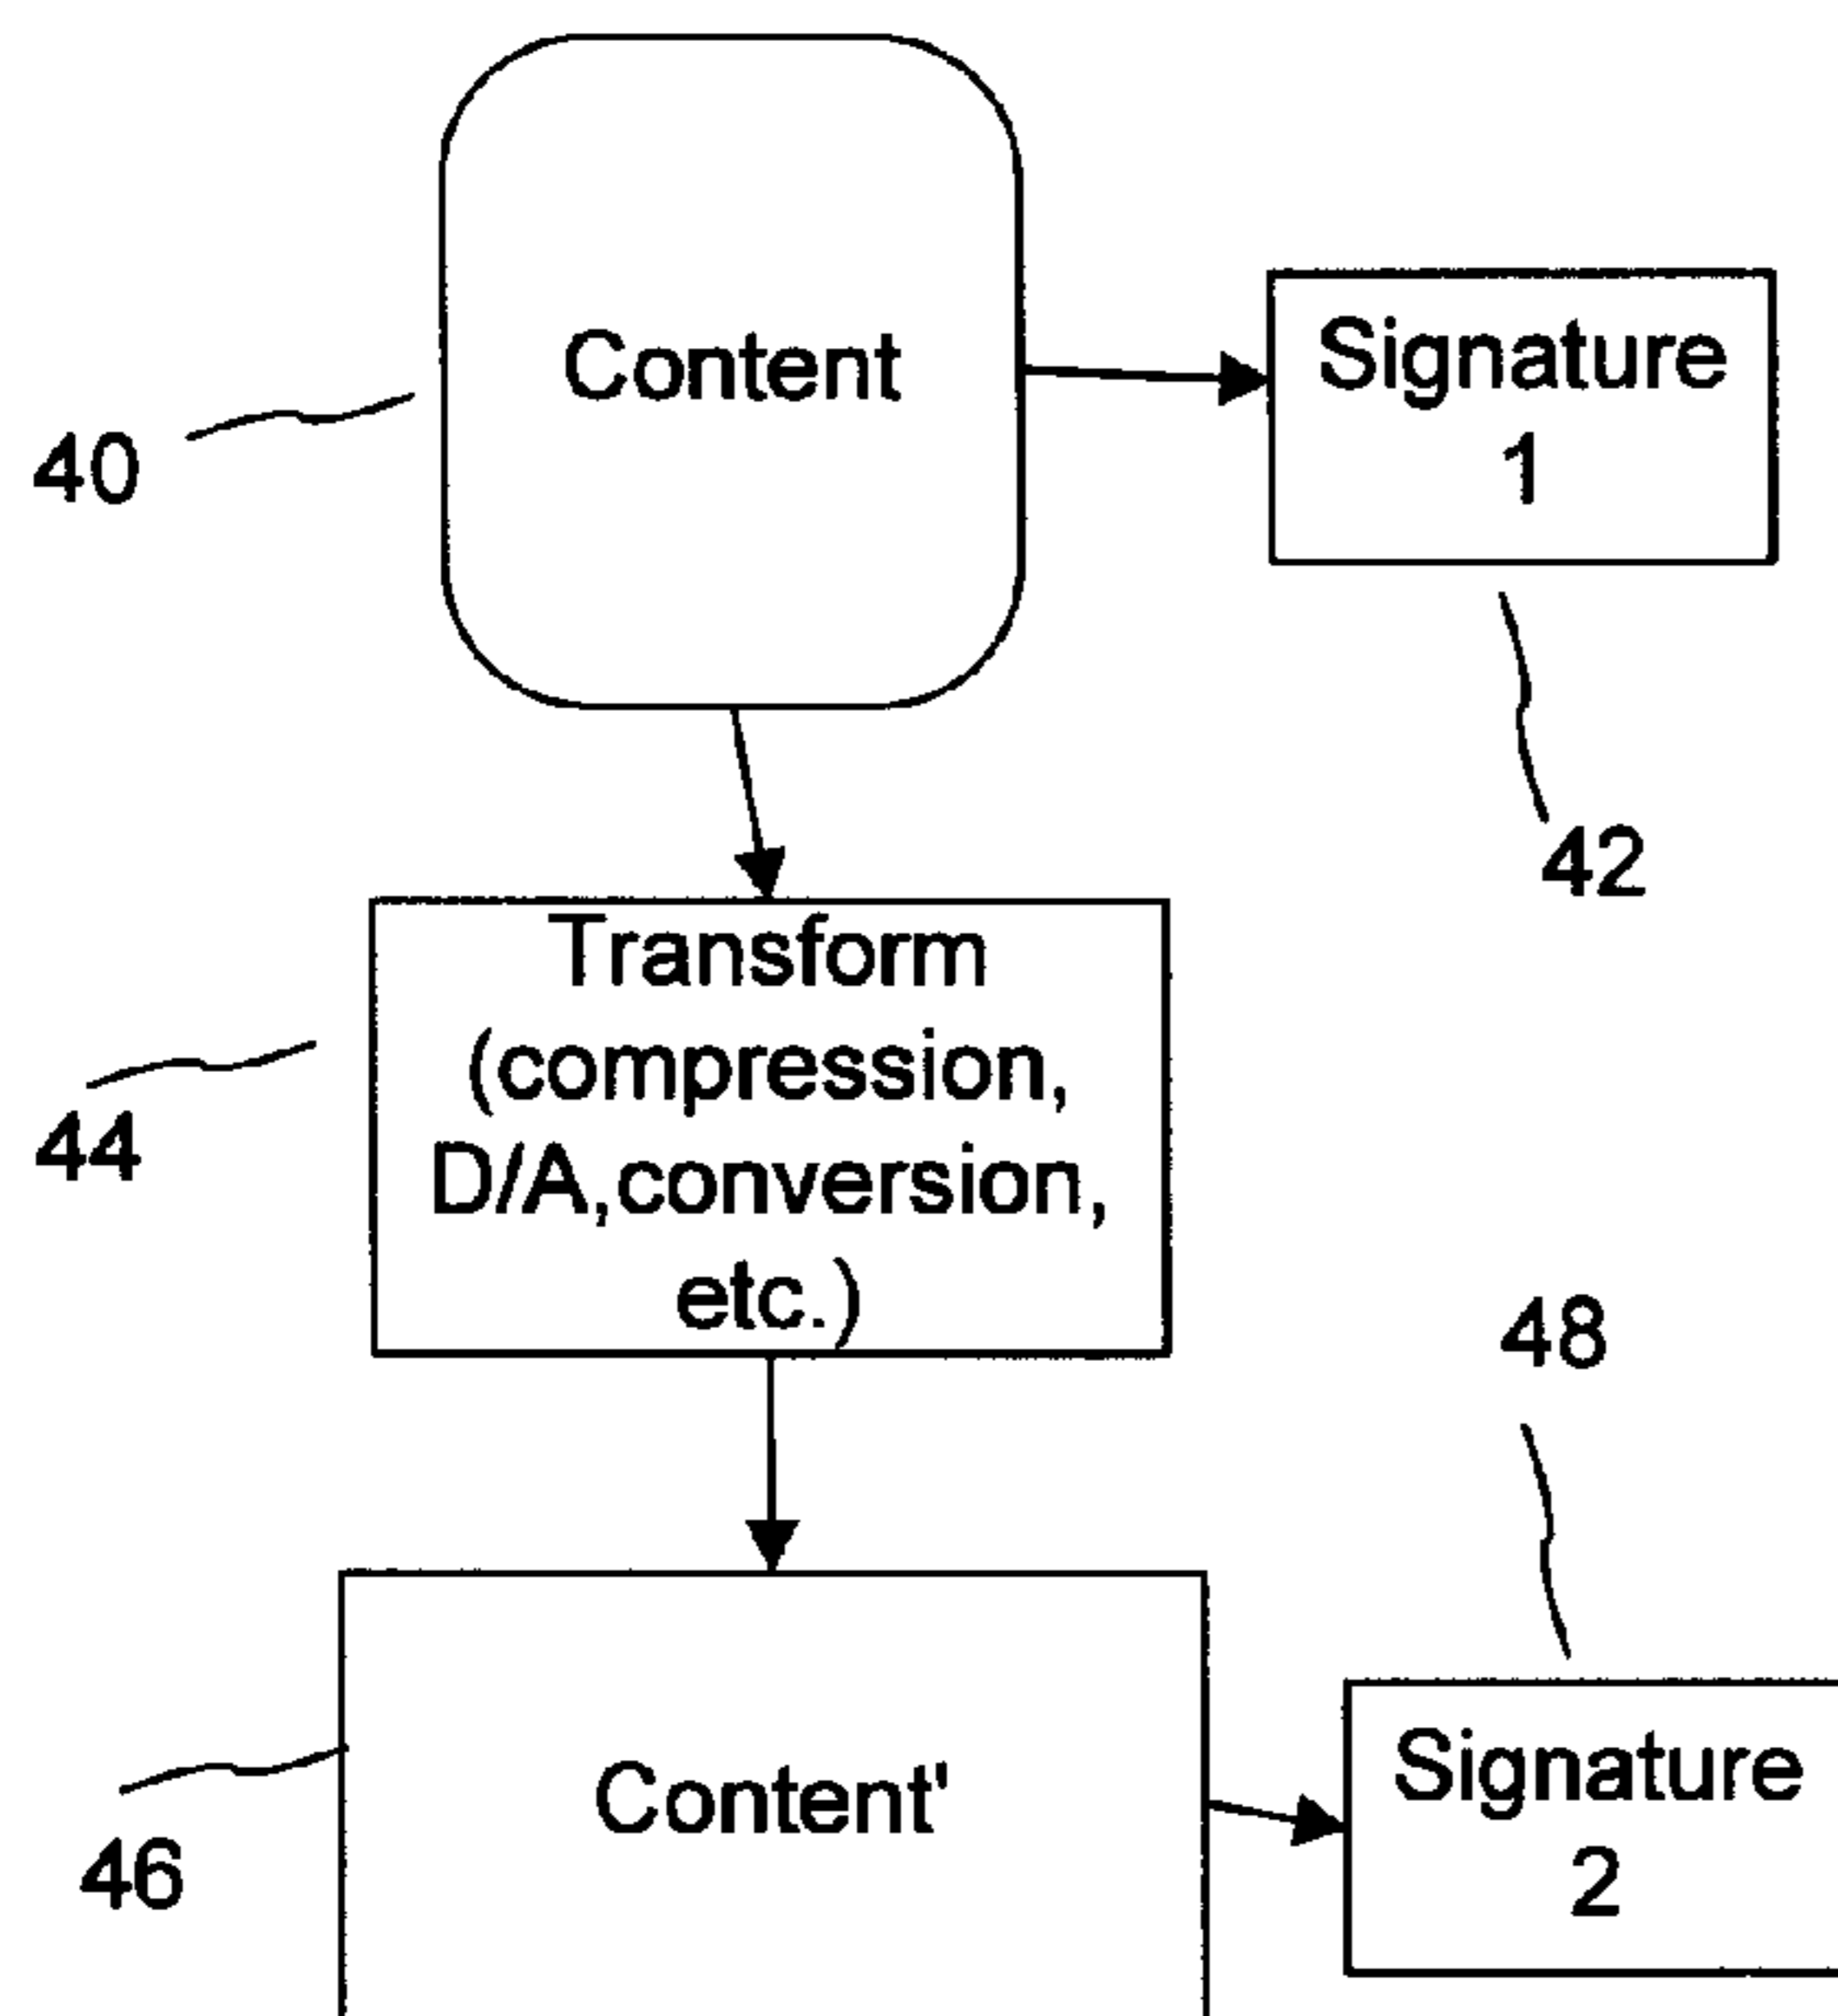 Content
Signature
1
40
42
Transform
(compression,
D/A,conversion,
etc.)
44
48
Content'
Signature
2
46